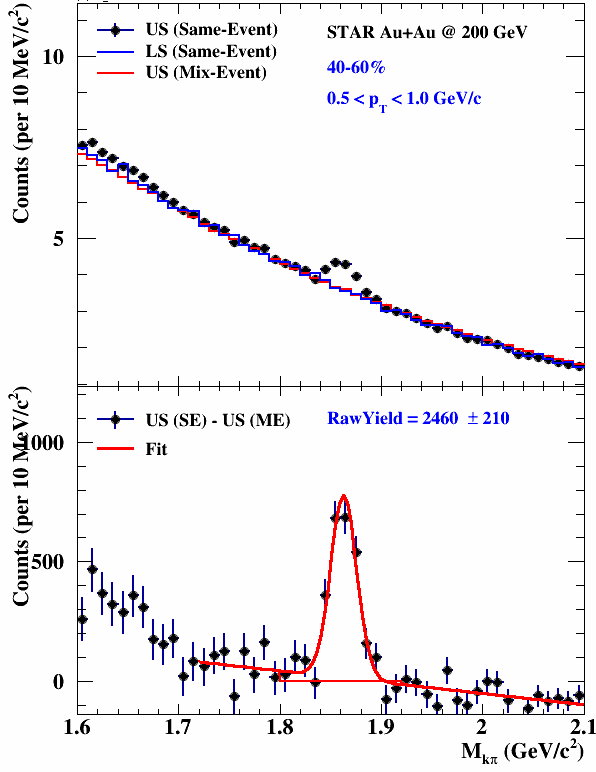 US (Same-Event)
LS (Same-Event)
US (Mix-Event)
STAR Au+Au @ 200 GeV
40-60%
0.5 < pT < 1.0 GeV/c
Counts (per 10 MeV/c²)
10
5
US (SE) - US (ME)
Fit
RawYield = 2460 ± 210
Counts (per 10 MeV/c²)
1000
500
0
1.6 1.7 1.8 1.9 2 2.1
Mkπ (GeV/c²)